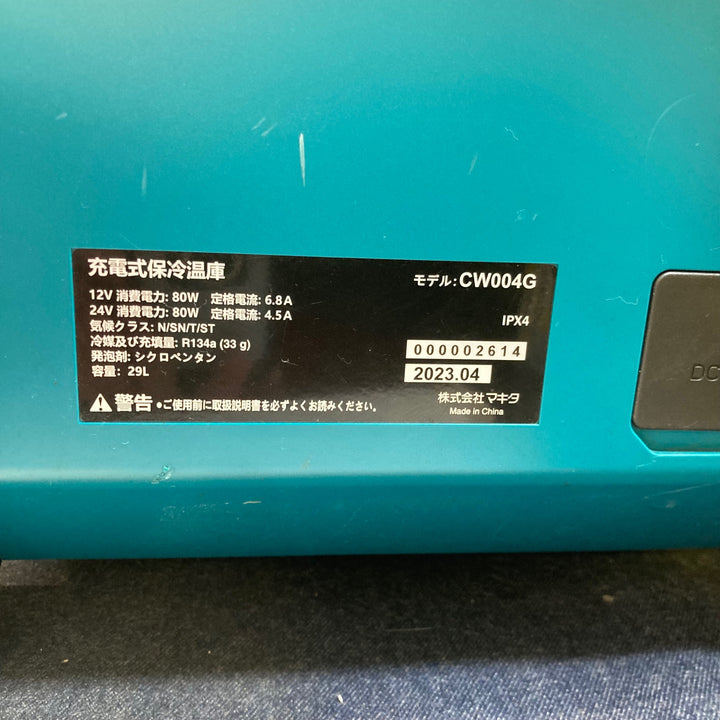 充電式保冷温庫
モデル: CW004G
12V 消費電力: 80W 定格電流: 6.8A
24V 消費電力: 80W 定格電流: 4.5A
気候クラス: N/SN/T/ST
IPX4
冷媒及び充填量: R134a (33 g)
発泡剤: シクロペンタン
容量: 29L
000002614
2023.04
⚠警告 •ご使用前に取扱説明書を必ずよくお読みください。
株式会社マキタ
Made in China
DC